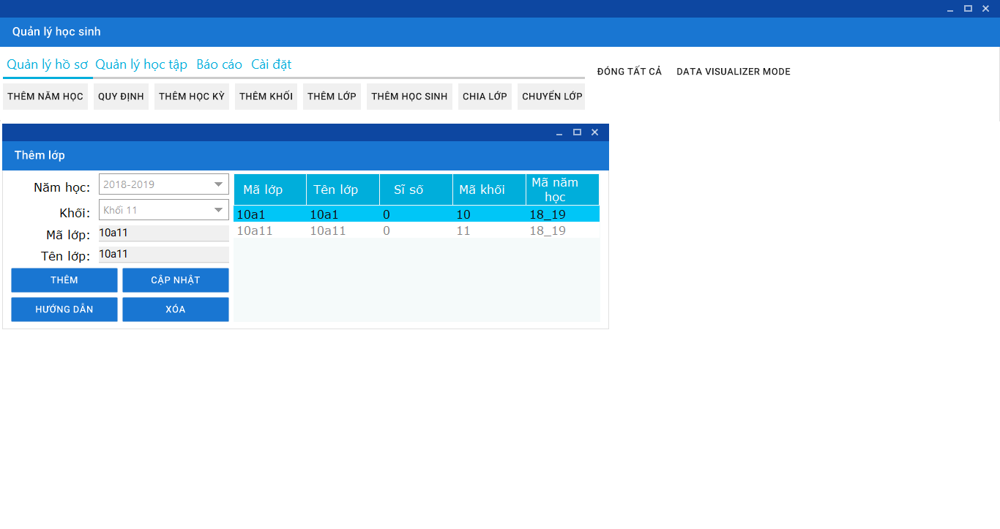 Quản lý học sinh
Quản lý hồ sơ Quản lý học tập Báo cáo Cài đặt
ĐÓNG TẤT CẢ DATA VISUALIZER MODE
THÊM NĂM HỌC QUY ĐỊNH THÊM HỌC KỲ THÊM KHỐI THÊM LỚP THÊM HỌC SINH CHIA LỚP CHUYỂN LỚP
Thêm lớp
Năm học: 2018-2019
Khối: Khối 11
Mã lớp: 10a11
Tên lớp: 10a11
THÊM CẬP NHẬT
HƯỚNG DẪN XÓA
Mã lớp Tên lớp Sĩ số Mã khối Mã năm học
10a1 10a1 0 10 18_19
10a11 10a11 0 11 18_19